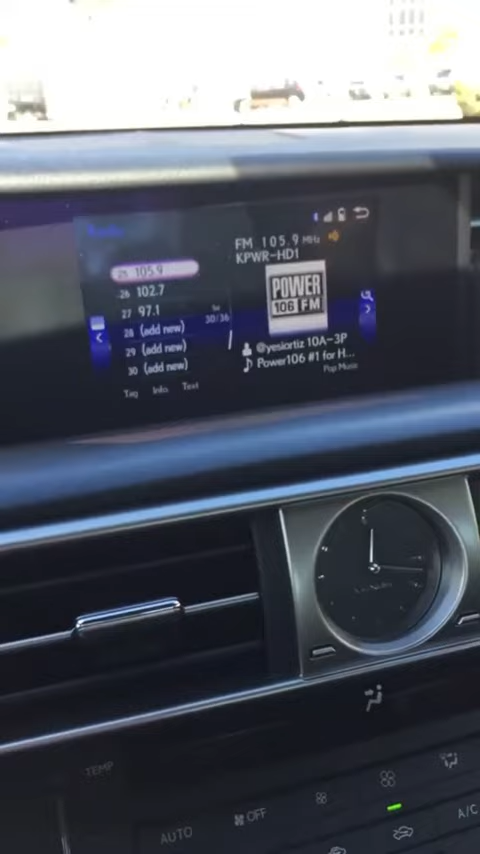 FM 105.9 MHz
KPWR-HD1
25 105.9
26 102.7
27 97.1
28 (add new)
29 (add new)
30 (add new)
30/36
POWER
106 FM
@yesiortiz 10A-3P
Power106 #1 for H...
Pop Music
Tag Info. Text
TEMP
AUTO
OFF
A/C